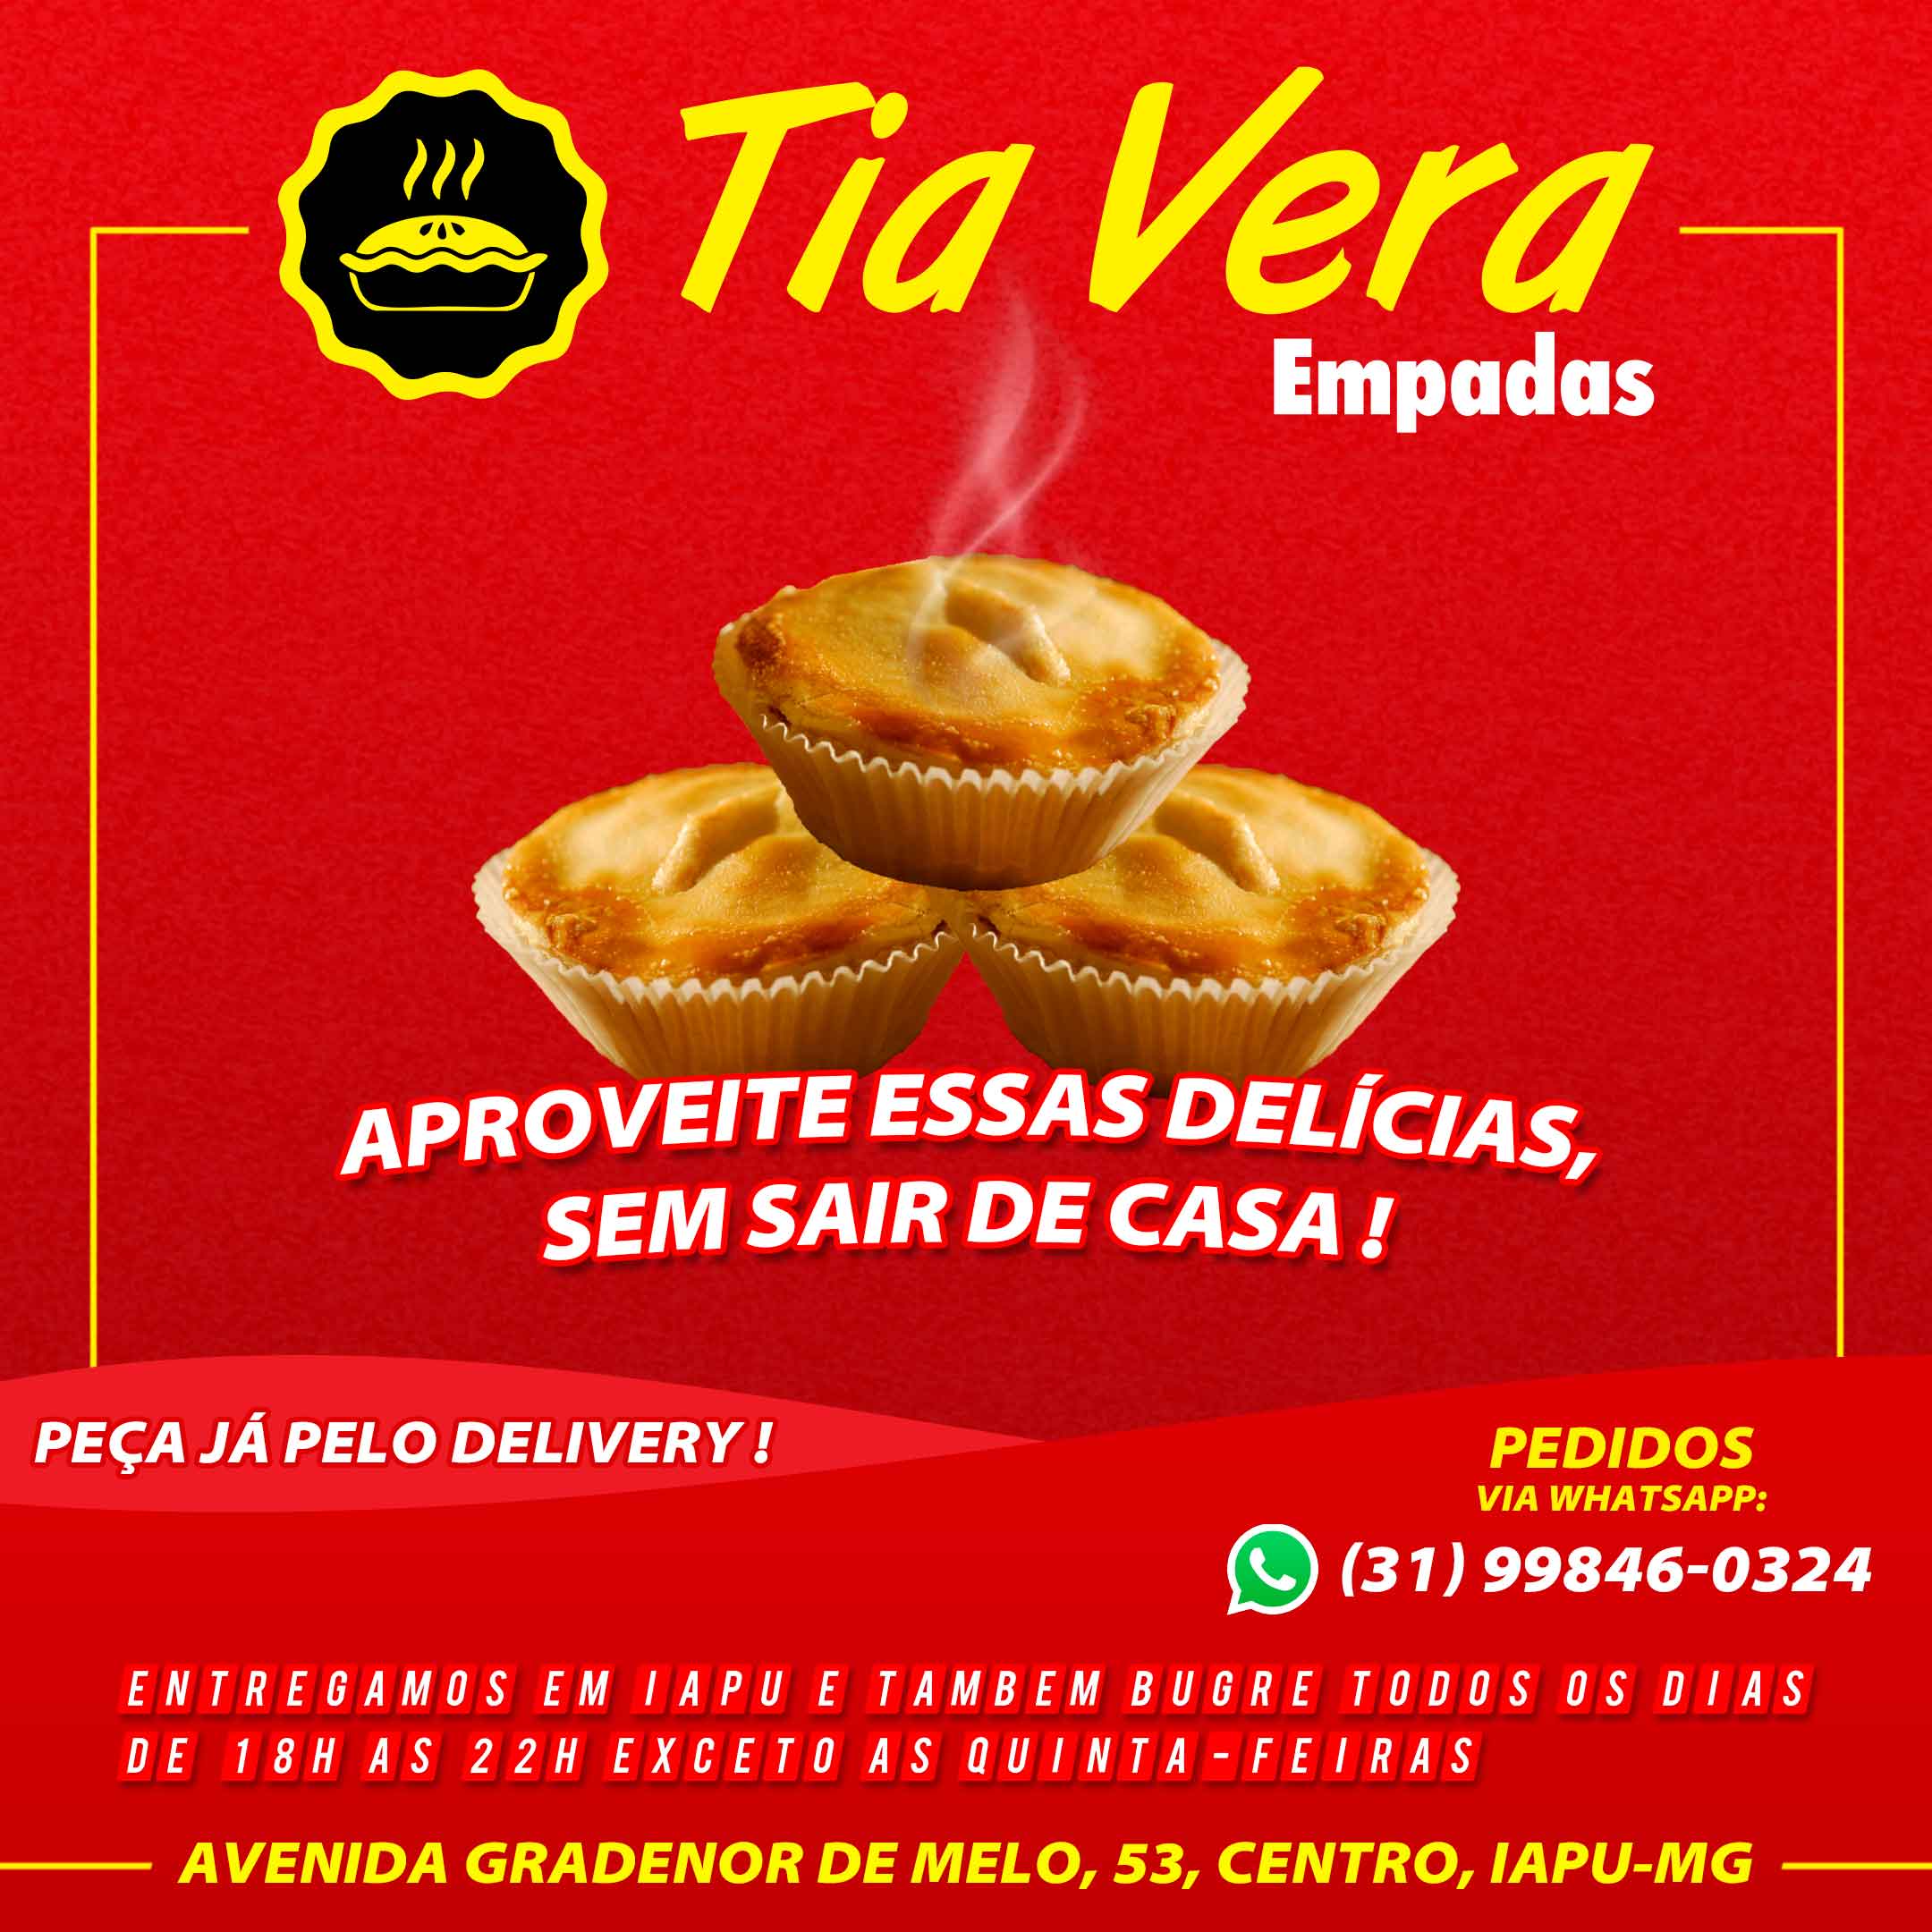 Tia Vera
Empadas
APROVEITE ESSAS DELÍCIAS,
SEM SAIR DE CASA !
PEÇA JÁ PELO DELIVERY !
PEDIDOS
VIA WHATSAPP:
(31) 99846-0324
ENTREGAMOS EM IAPU E TAMBEM BUGRE TODOS OS DIAS
DE 18H AS 22H EXCETO AS QUINTA-FEIRAS
AVENIDA GRADENOR DE MELO, 53, CENTRO, IAPU-MG